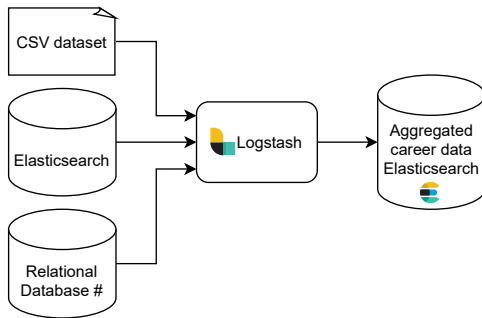 CSV dataset
Elasticsearch
Relational
Database #
Logstash
Aggregated
career data
Elasticsearch